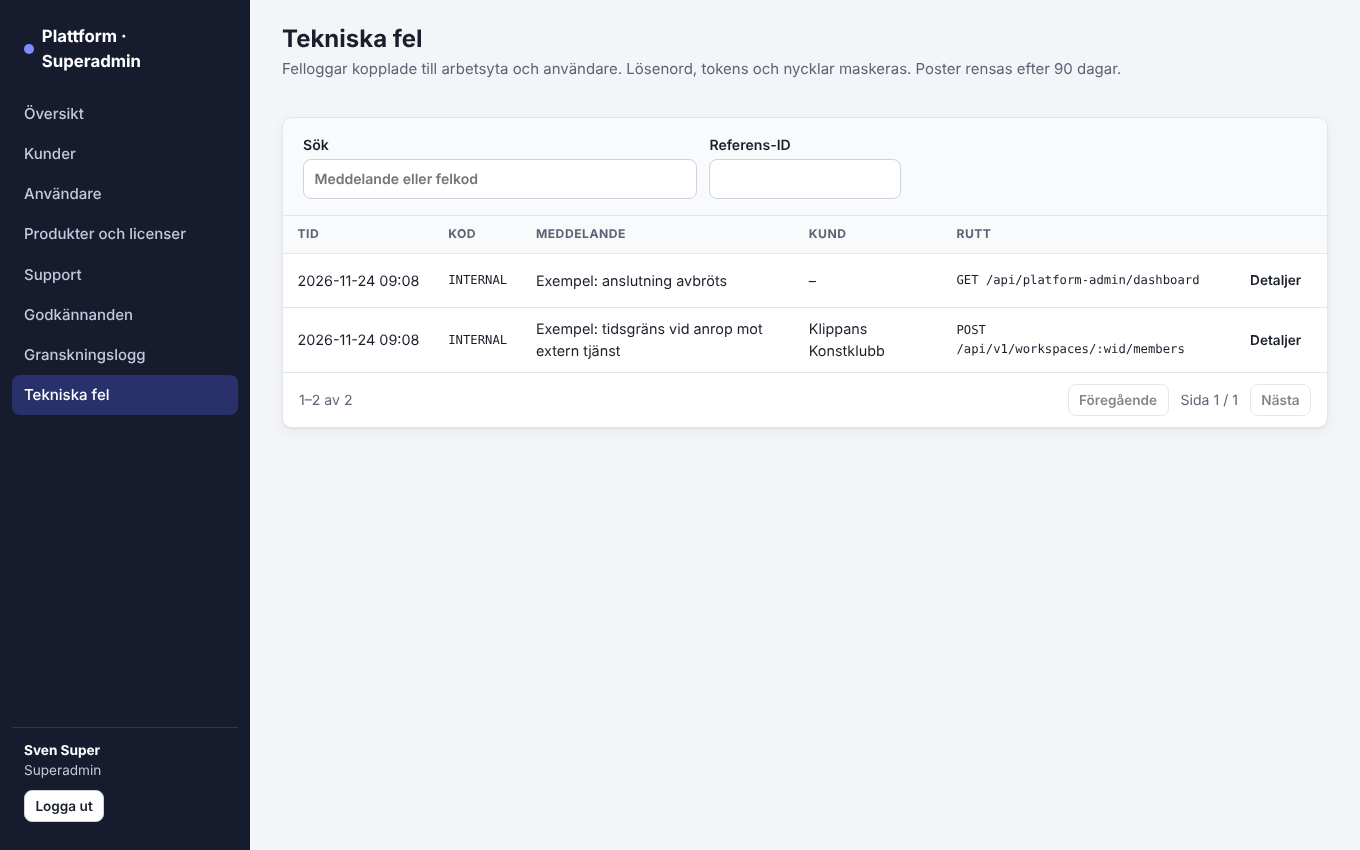 Plattform ·
Superadmin
Översikt
Kunder
Användare
Produkter och licenser
Support
Godkännanden
Granskningslogg
Tekniska fel
Sven Super
Superadmin
Logga ut
Tekniska fel
Felloggar kopplade till arbetsyta och användare. Lösenord, tokens och nycklar maskeras. Poster rensas efter 90 dagar.
Sök Referens-ID
Meddelande eller felkod
TID KOD MEDDELANDE KUND RUTT
2026-11-24 09:08 INTERNAL Exempel: anslutning avbröts – GET /api/platform-admin/dashboard Detaljer
2026-11-24 09:08 INTERNAL Exempel: tidsgräns vid anrop mot extern tjänst Klippans Konstklubb POST /api/v1/workspaces/:wid/members Detaljer
1–2 av 2 Föregående Sida 1 / 1 Nästa